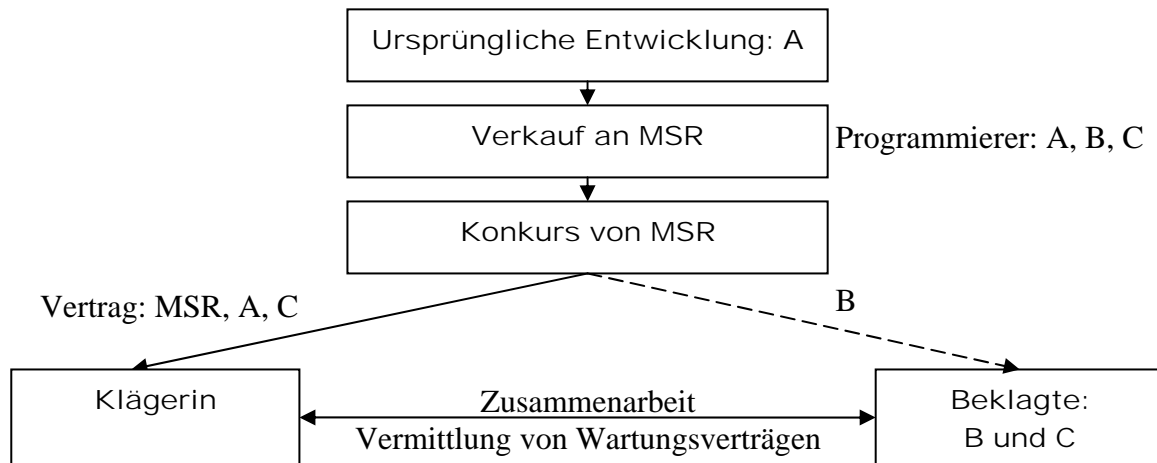 Ursprüngliche Entwicklung: A
Verkauf an MSR
Programmierer: A, B, C
Konkurs von MSR
Vertrag: MSR, A, C
B
Klägerin
Zusammenarbeit
Vermittlung von Wartungsverträgen
Beklagte:
B und C